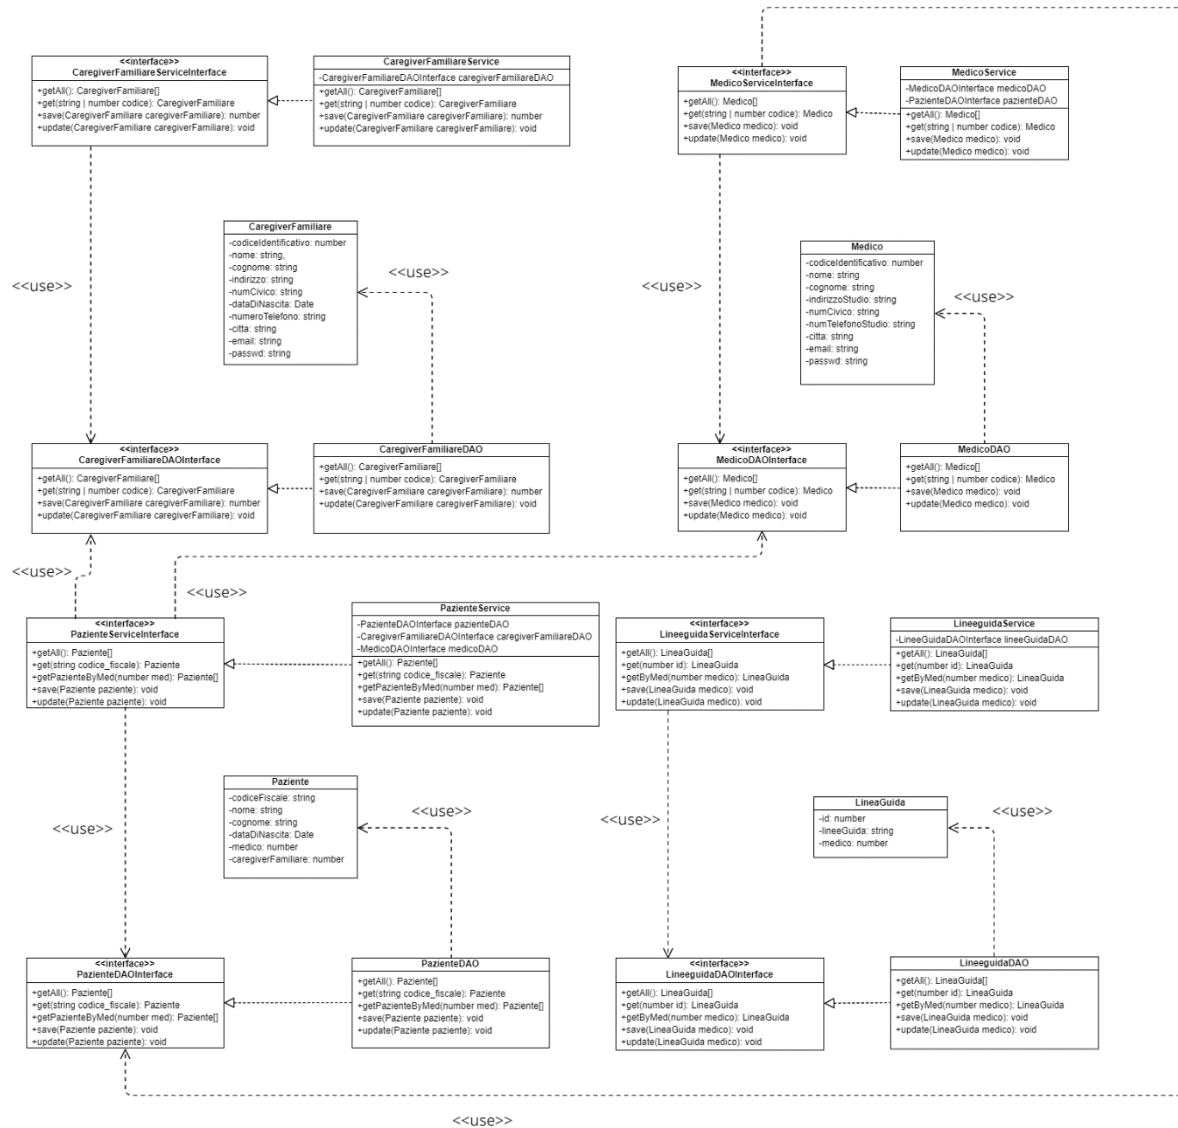 <<interface>>
CaregiverFamiliareServiceInterface
+getAll(): CaregiverFamiliare[]
+get(string | number codice): CaregiverFamiliare
+save(CaregiverFamiliare caregiverFamiliare): number
+update(CaregiverFamiliare caregiverFamiliare): void
CaregiverFamiliareService
-CaregiverFamiliareDAOInterface caregiverFamiliareDAO
+getAll(): CaregiverFamiliare[]
+get(string | number codice): CaregiverFamiliare
+save(CaregiverFamiliare caregiverFamiliare): number
+update(CaregiverFamiliare caregiverFamiliare): void
<<interface>>
MedicoServiceInterface
+getAll(): Medico[]
+get(string | number codice): Medico
+save(Medico medico): void
+update(Medico medico): void
MedicoService
-MedicoDAOInterface medicoDAO
-PazienteDAOInterface pazienteDAO
+getAll(): Medico[]
+get(string | number codice): Medico
+save(Medico medico): void
+update(Medico medico): void
<<use>>
CaregiverFamiliare
-codiceIdentificativo: number
-nome: string,
-cognome: string
-indirizzo: string
-numCivico: string
-dataDiNascita: Date
-numeroTelefono: string
-citta: string
-email: string
-passwd: string
<<use>>
<<use>>
Medico
-codiceIdentificativo: number
-nome: string
-cognome: string
-indirizzoStudio: string
-numCivico: string
-numTelefonoStudio: string
-citta: string
-email: string
-passwd: string
<<use>>
<<interface>>
CaregiverFamiliareDAOInterface
+getAll(): CaregiverFamiliare[]
+get(string | number codice): CaregiverFamiliare
+save(CaregiverFamiliare caregiverFamiliare): number
+update(CaregiverFamiliare caregiverFamiliare): void
CaregiverFamiliareDAO
+getAll(): CaregiverFamiliare[]
+get(string | number codice): CaregiverFamiliare
+save(CaregiverFamiliare caregiverFamiliare): number
+update(CaregiverFamiliare caregiverFamiliare): void
<<interface>>
MedicoDAOInterface
+getAll(): Medico[]
+get(string | number codice): Medico
+save(Medico medico): void
+update(Medico medico): void
MedicoDAO
+getAll(): Medico[]
+get(string | number codice): Medico
+save(Medico medico): void
+update(Medico medico): void
<<use>>
<<use>>
<<interface>>
PazienteServiceInterface
+getAll(): Paziente[]
+get(string codice_fiscale): Paziente
+getPazienteByMed(number med): Paziente[]
+save(Paziente paziente): void
+update(Paziente paziente): void
PazienteService
-PazienteDAOInterface pazienteDAO
-CaregiverFamiliareDAOInterface caregiverFamiliareDAO
-MedicoDAOInterface medicoDAO
+getAll(): Paziente[]
+get(string codice_fiscale): Paziente
+getPazienteByMed(number med): Paziente[]
+save(Paziente paziente): void
+update(Paziente paziente): void
<<interface>>
LineeguidaServiceInterface
+getAll(): LineaGuida[]
+get(number id): LineaGuida
+getByMed(number medico): LineaGuida
+save(LineaGuida medico): void
+update(LineaGuida medico): void
LineeguidaService
-LineeGuidaDAOInterface lineeGuidaDAO
+getAll(): LineaGuida[]
+get(number id): LineaGuida
+getByMed(number medico): LineaGuida
+save(LineaGuida medico): void
+update(LineaGuida medico): void
<<use>>
Paziente
-codiceFiscale: string
-nome: string
-cognome: string
-dataDiNascita: Date
-medico: number
-caregiverFamiliare: number
<<use>>
<<use>>
LineaGuida
-id: number
-lineeGuida: string
-medico: number
<<use>>
<<interface>>
PazienteDAOInterface
+getAll(): Paziente[]
+get(string codice_fiscale): Paziente
+getPazienteByMed(number med): Paziente[]
+save(Paziente paziente): void
+update(Paziente paziente): void
PazienteDAO
+getAll(): Paziente[]
+get(string codice_fiscale): Paziente
+getPazienteByMed(number med): Paziente[]
+save(Paziente paziente): void
+update(Paziente paziente): void
<<interface>>
LineeguidaDAOInterface
+getAll(): LineaGuida[]
+get(number id): LineaGuida
+getByMed(number medico): LineaGuida
+save(LineaGuida medico): void
+update(LineaGuida medico): void
LineeguidaDAO
+getAll(): LineaGuida[]
+get(number id): LineaGuida
+getByMed(number medico): LineaGuida
+save(LineaGuida medico): void
+update(LineaGuida medico): void
<<use>>